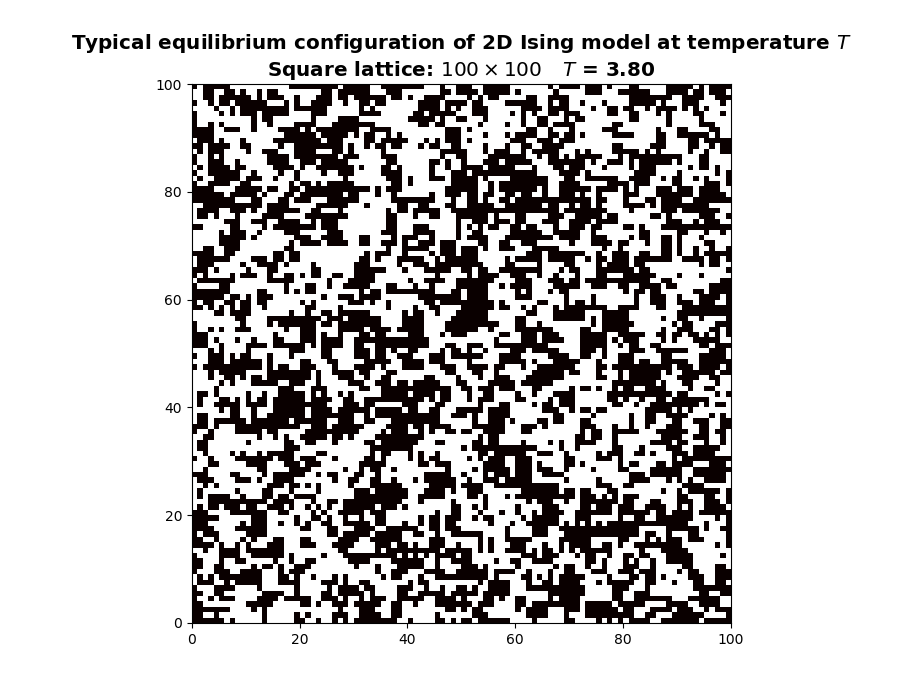 Typical equilibrium configuration of 2D Ising model at temperature T
Square lattice: 100 × 100 T = 3.80
100
80
60
40
20
0
0 20 40 60 80 100